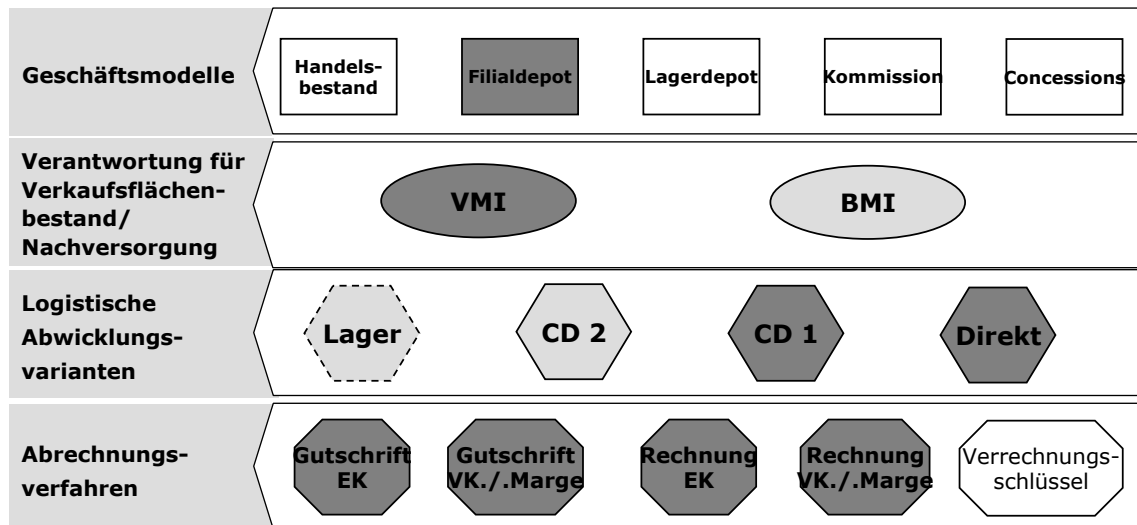 Geschäftsmodelle
Handels-
bestand
Filialdepot
Lagerdepot
Kommission
Concessions
Verantwortung für
Verkaufsflächen-
bestand/
Nachversorgung
VMI
BMI
Logistische
Abwicklungs-
varianten
Lager
CD 2
CD 1
Direkt
Abrechnungs-
verfahren
Gutschrift
EK
Gutschrift
VK./.Marge
Rechnung
EK
Rechnung
VK./.Marge
Verrechnungs-
schlüssel